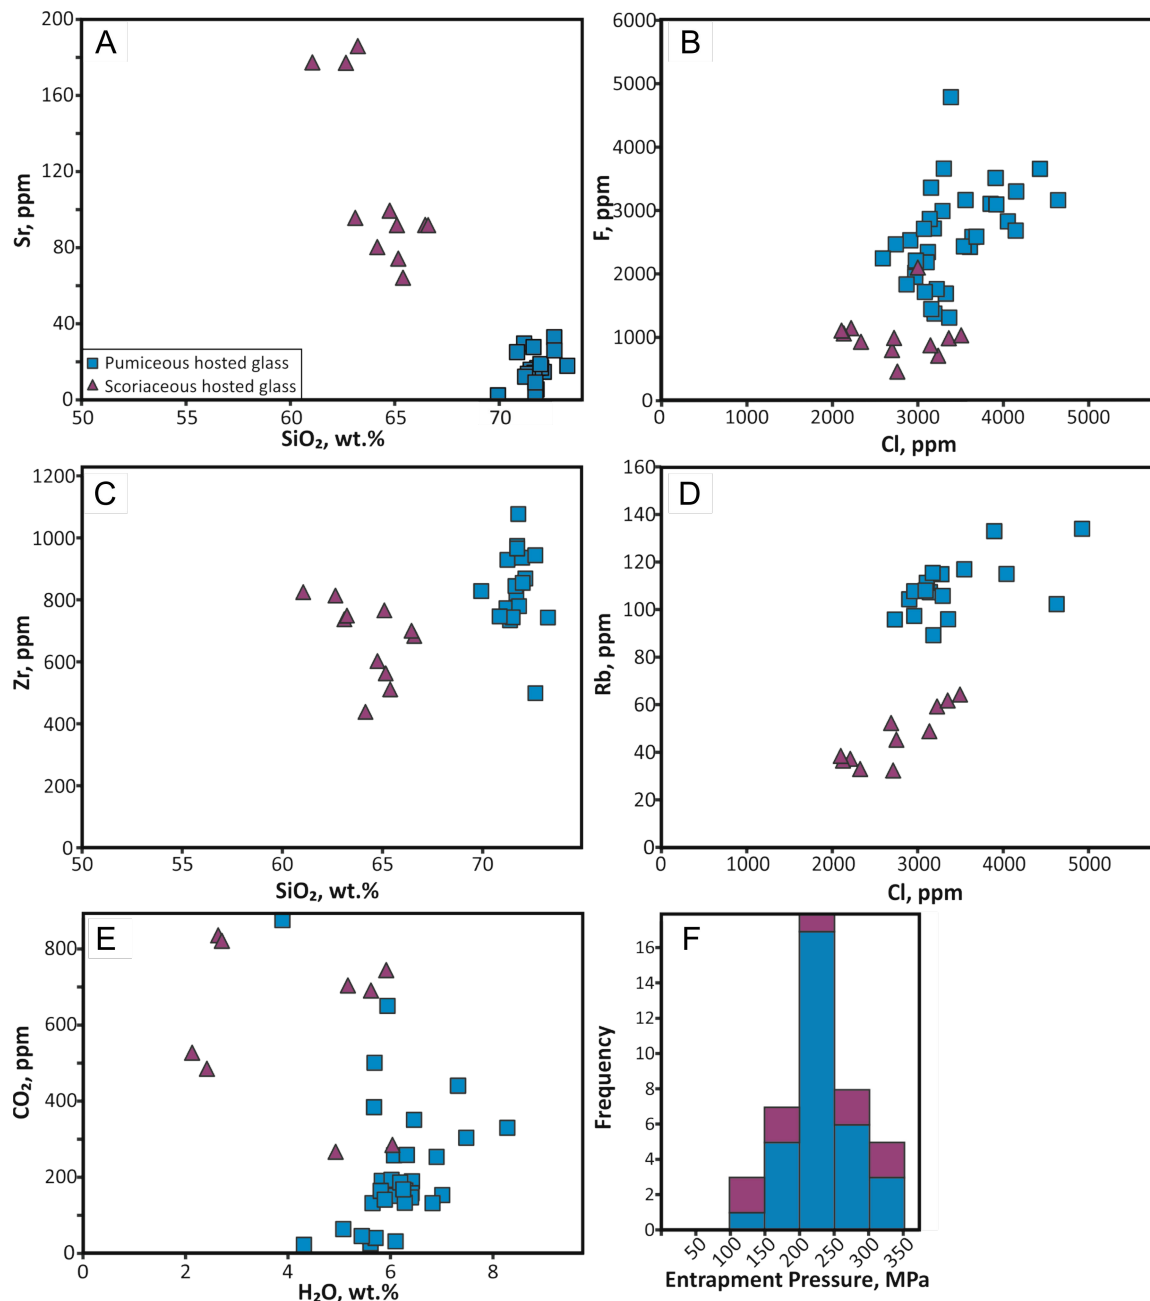 A
200
160
120
80
40
0
Sr, ppm
Pumiceous hosted glass
Scoriaceous hosted glass
50 55 60 65 70
SiO₂, wt.%
B
6000
5000
4000
3000
2000
1000
0
F, ppm
0 1000 2000 3000 4000 5000
Cl, ppm
C
1200
1000
800
600
400
200
0
Zr, ppm
50 55 60 65 70
SiO₂, wt.%
D
160
140
120
100
80
60
40
20
0
Rb, ppm
0 1000 2000 3000 4000 5000
Cl, ppm
E
800
600
400
200
0
CO₂, ppm
0 2 4 6 8
H₂O, wt.%
F
16
14
12
10
8
6
4
2
0
Frequency
50 100 150 200 250 300 350
Entrapment Pressure, MPa